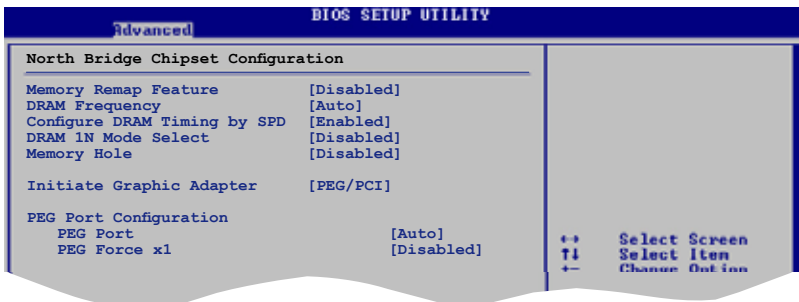 BIOS SETUP UTILITY
Advanced
North Bridge Chipset Configuration
Memory Remap Feature [Disabled]
DRAM Frequency [Auto]
Configure DRAM Timing by SPD [Enabled]
DRAM 1N Mode Select [Disabled]
Memory Hole [Disabled]
Initiate Graphic Adapter [PEG/PCI]
PEG Port Configuration
PEG Port [Auto]
PEG Force x1 [Disabled]
↔ Select Screen
↑↓ Select Item
+- Change Option